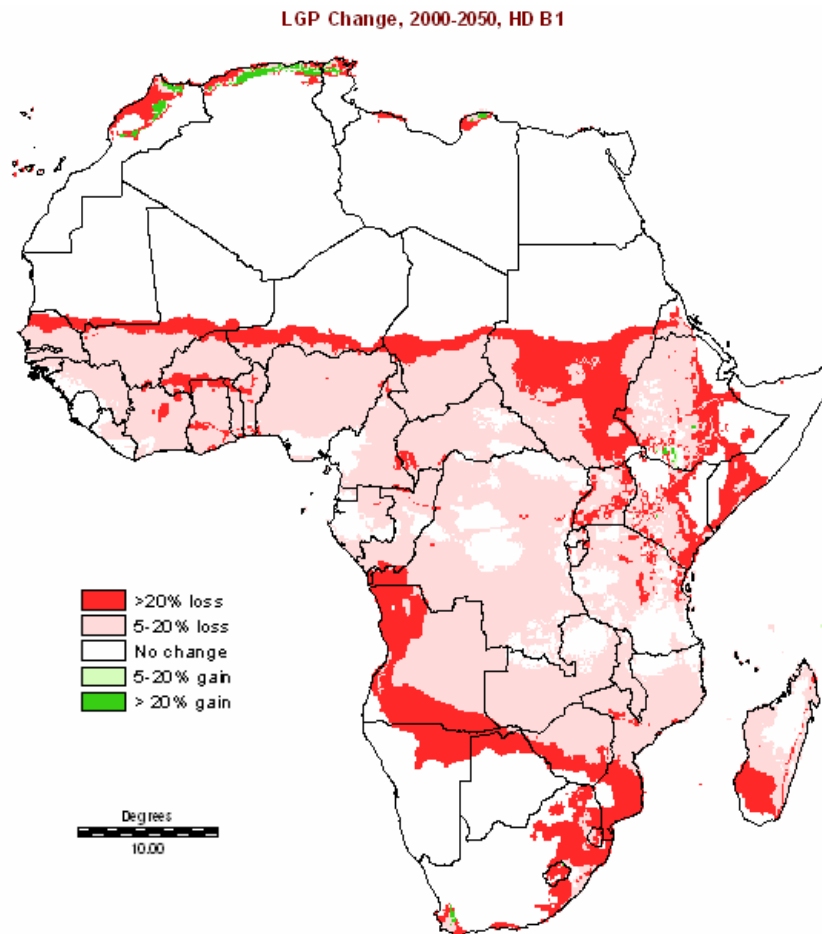 LGP Change, 2000-2050, HD B1
>20% loss
5-20% loss
No change
5-20% gain
> 20% gain
Degrees
10.00